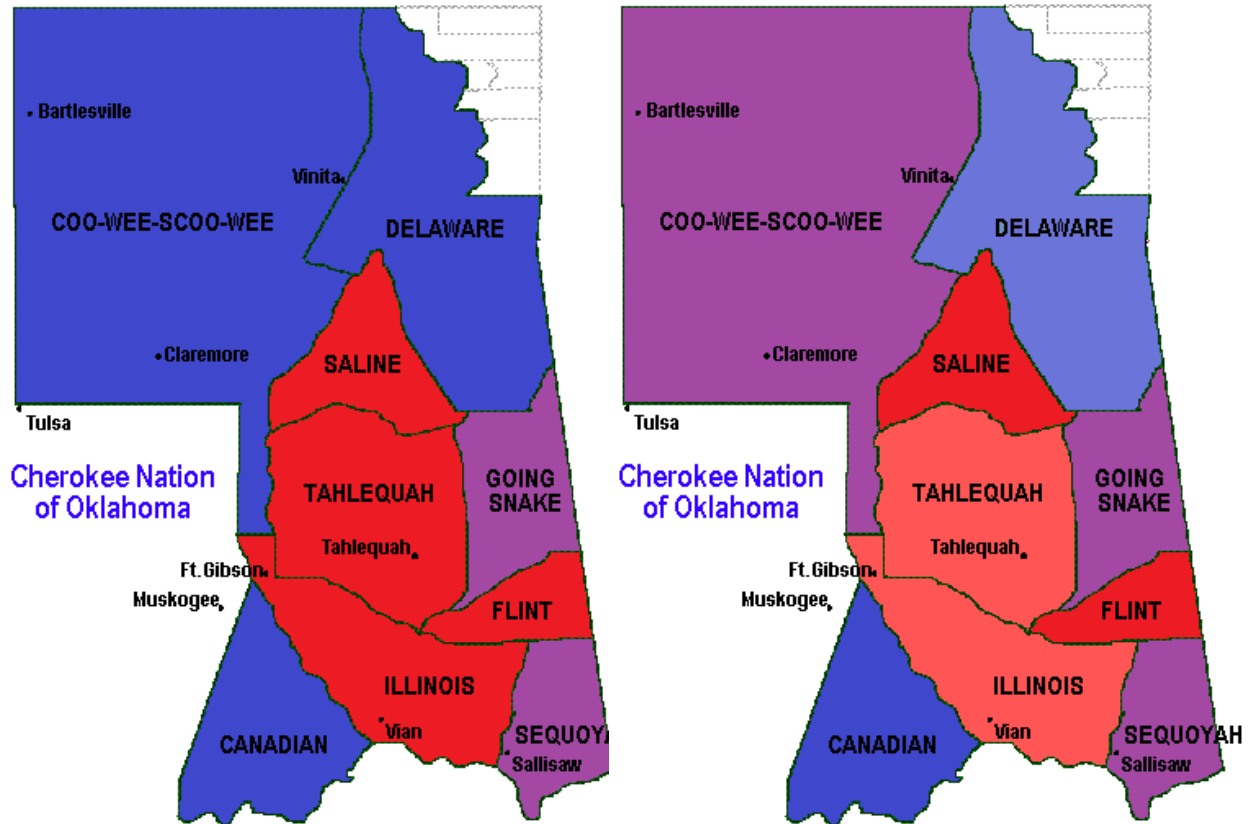 Bartlesville
Vinita
COO-WEE-SCOO-WEE
DELAWARE
Claremore
SALINE
Tulsa
Cherokee Nation
of Oklahoma
TAHLEQUAH
GOING
SNAKE
Tahlequah
Ft. Gibson
Muskogee
FLINT
ILLINOIS
Vian
CANADIAN
SEQUOYA
Sallisaw
Bartlesville
Vinita
COO-WEE-SCOO-WEE
DELAWARE
Claremore
SALINE
Tulsa
Cherokee Nation
of Oklahoma
TAHLEQUAH
GOING
SNAKE
Tahlequah
Ft. Gibson
Muskogee
FLINT
ILLINOIS
Vian
CANADIAN
SEQUOYAH
Sallisaw